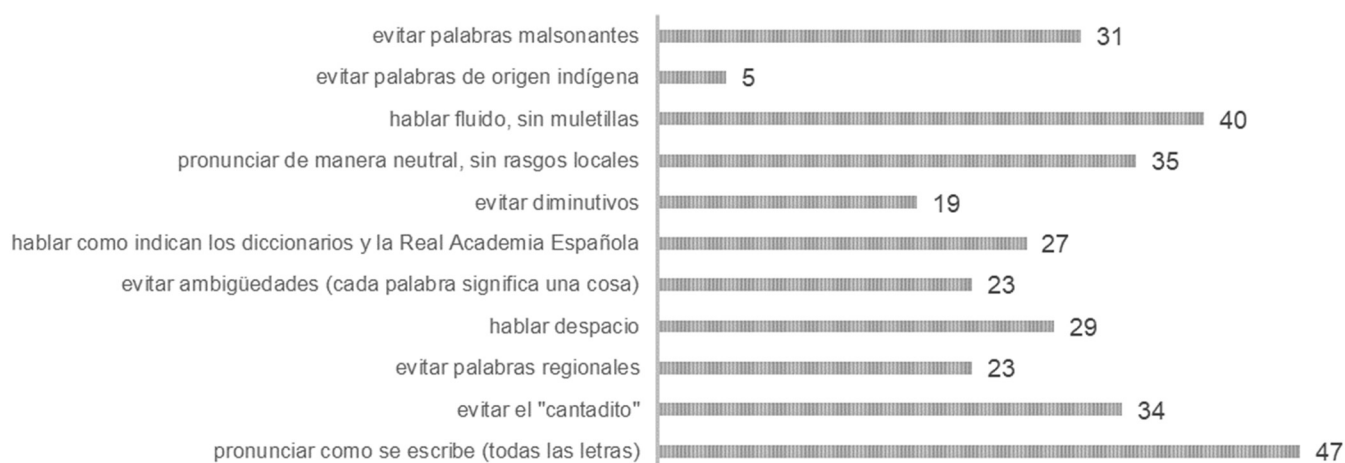 evitar palabras malsonantes 31
evitar palabras de origen indígena 5
hablar fluido, sin muletillas 40
pronunciar de manera neutral, sin rasgos locales 35
evitar diminutivos 19
hablar como indican los diccionarios y la Real Academia Española 27
evitar ambigüedades (cada palabra significa una cosa) 23
hablar despacio 29
evitar palabras regionales 23
evitar el "cantadito" 34
pronunciar como se escribe (todas las letras) 47